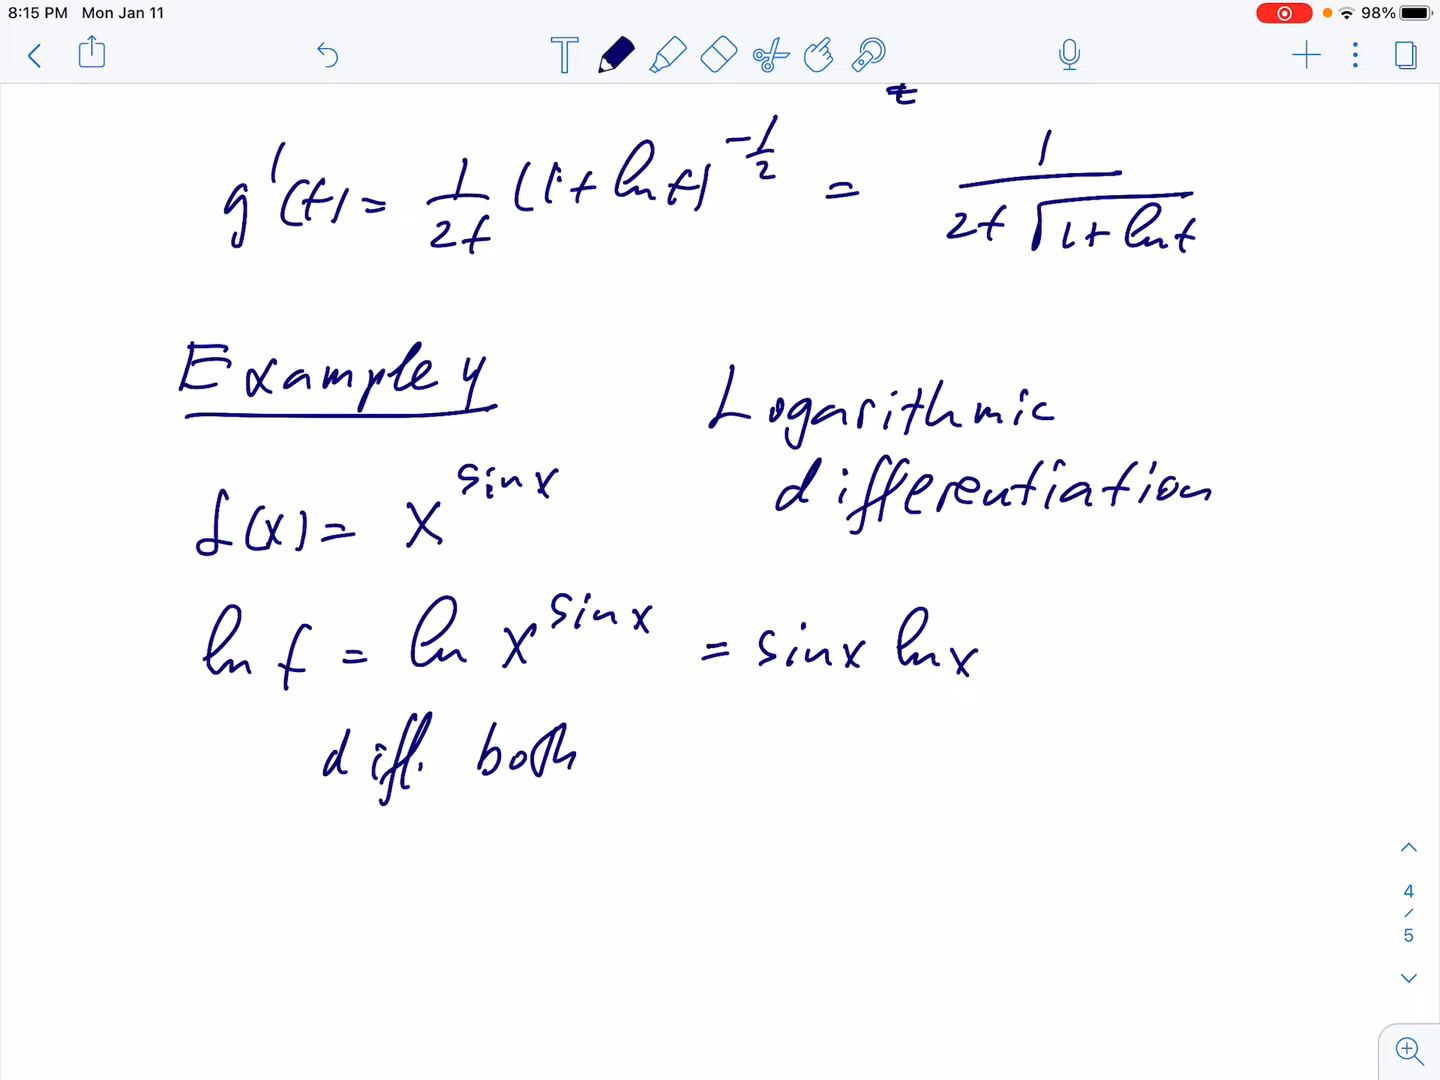 8:15 PM Mon Jan 11 98%
T
t
g'(t) = 1/2t (1 + ln t)^-1/2 = 1/2t √1 + ln t
Example 4
Logarithmic
differentiation
f(x) = x^sin x
ln f = ln x^sin x = sin x ln x
diff. both
4
/
5